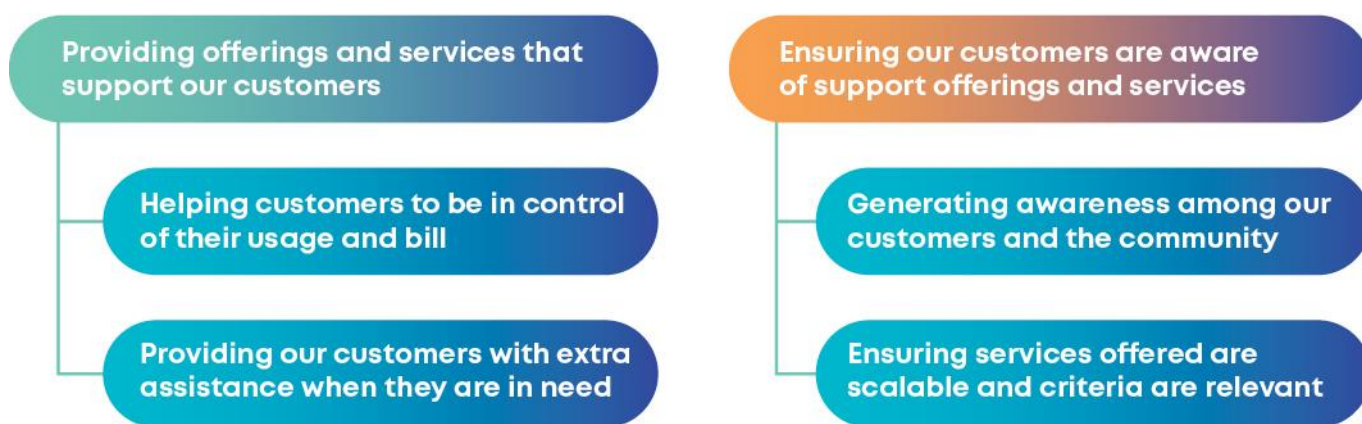 Providing offerings and services that
support our customers
Helping customers to be in control
of their usage and bill
Providing our customers with extra
assistance when they are in need
Ensuring our customers are aware
of support offerings and services
Generating awareness among our
customers and the community
Ensuring services offered are
scalable and criteria are relevant